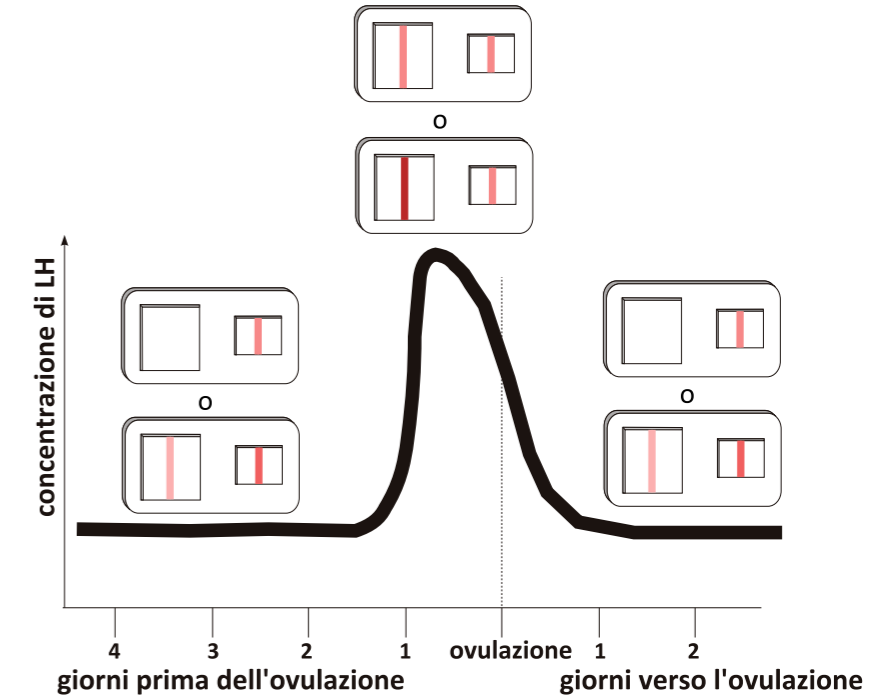 O
O
O
concentrazione di LH
4 3 2 1 ovulazione 1 2
giorni prima dell'ovulazione giorni verso l'ovulazione